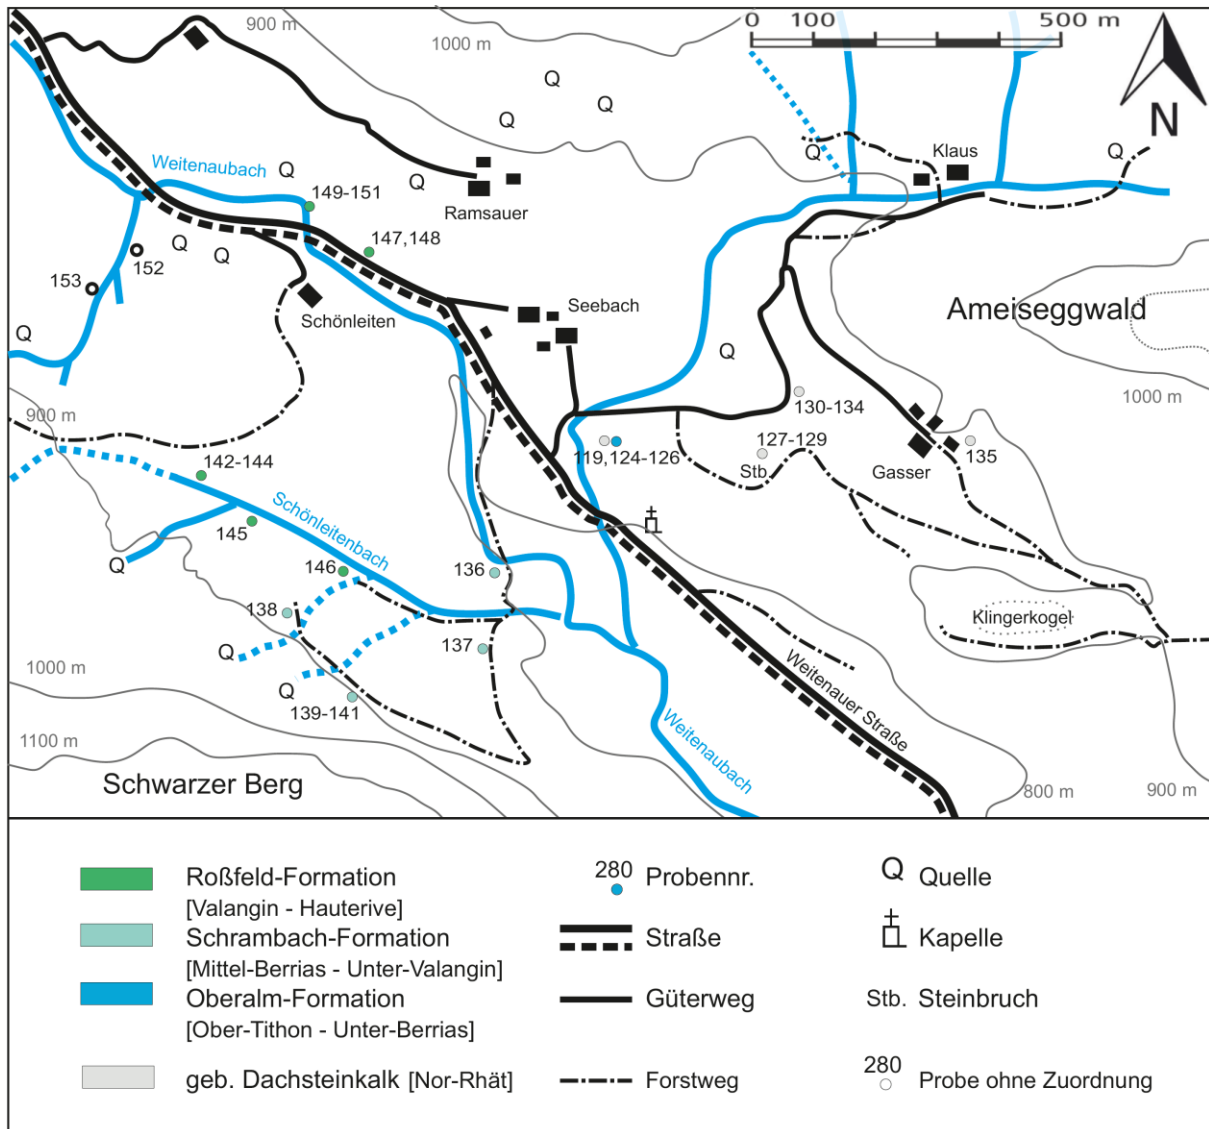 900 m
1000 m
0 100 500 m
N
Q
Q
Q
Q
Q
Q
Q
Weitenaubach
Klaus
149-151
Ramsauer
147,148
Q
Q
152
153
Schönleiten
Seebach
Ameiseggwald
Q
Q
1000 m
900 m
130-134
127-129
119,124-126
Stb.
Gasser
135
142-144
145
Schönleitenbach
Q
146
136
138
137
Klingerkogel
Q
Q
139-141
1000 m
1100 m
Schwarzer Berg
Weitenaubach
Weitenauer Straße
800 m
900 m
Roßfeld-Formation
[Valangin - Hauterive]
Schrambach-Formation
[Mittel-Berrias - Unter-Valangin]
Oberalm-Formation
[Ober-Tithon - Unter-Berrias]
geb. Dachsteinkalk [Nor-Rhät]
280 Probennr.
Straße
Güterweg
Forstweg
Q Quelle
Kapelle
Stb. Steinbruch
280 Probe ohne Zuordnung